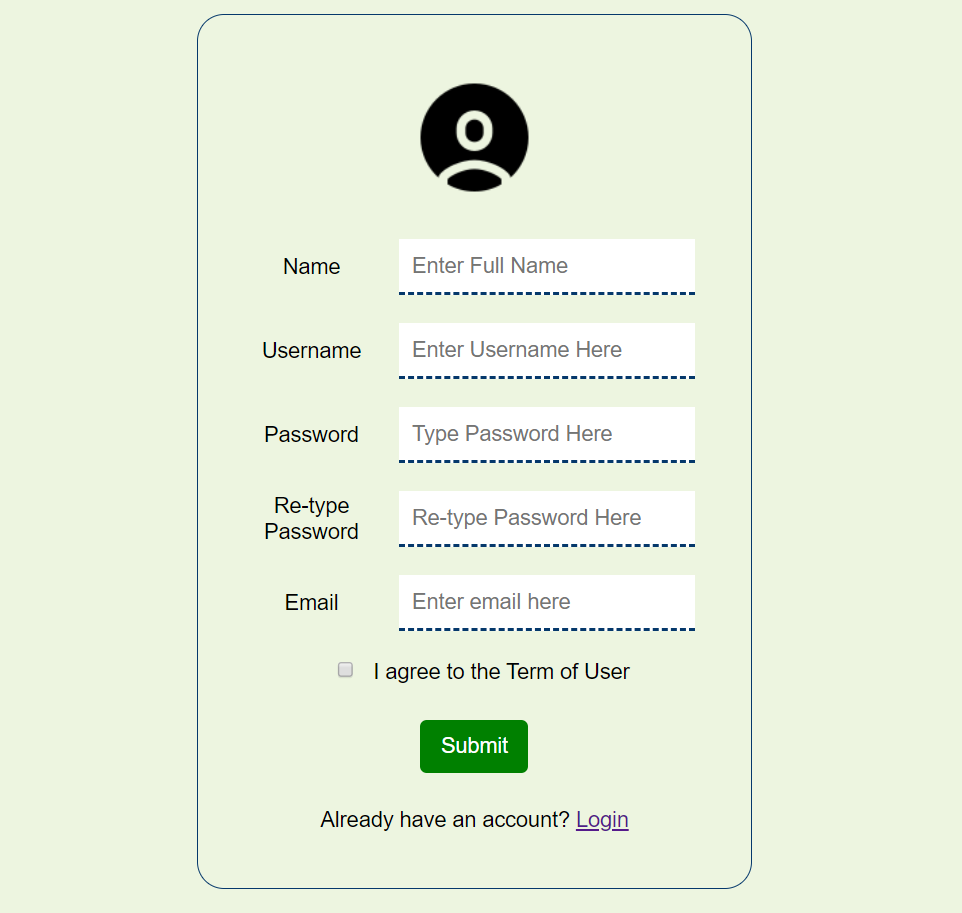 Name
Enter Full Name
Username
Enter Username Here
Password
Type Password Here
Re-type
Password
Re-type Password Here
Email
Enter email here
I agree to the Term of User
Submit
Already have an account? Login